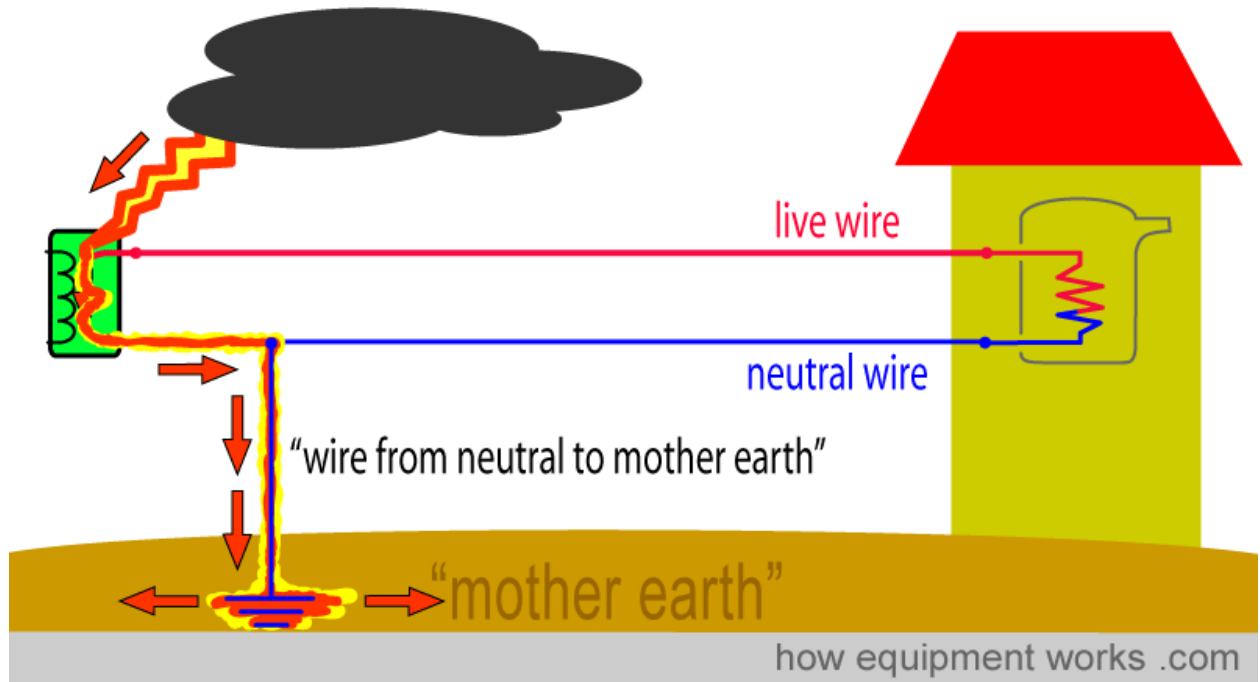 live wire
neutral wire
“wire from neutral to mother earth”
“mother earth”
how equipment works .com